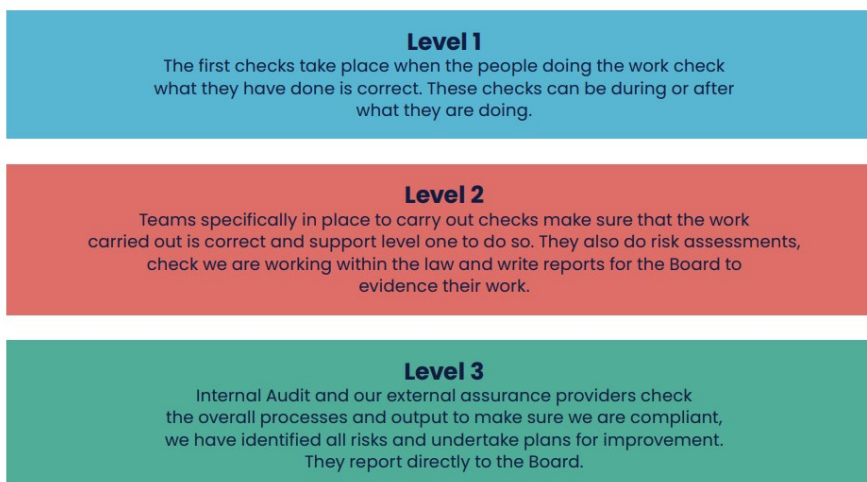 Level 1
The first checks take place when the people doing the work check
what they have done is correct. These checks can be during or after
what they are doing.
Level 2
Teams specifically in place to carry out checks make sure that the work
carried out is correct and support level one to do so. They also do risk assessments,
check we are working within the law and write reports for the Board to
evidence their work.
Level 3
Internal Audit and our external assurance providers check
the overall processes and output to make sure we are compliant,
we have identified all risks and undertake plans for improvement.
They report directly to the Board.